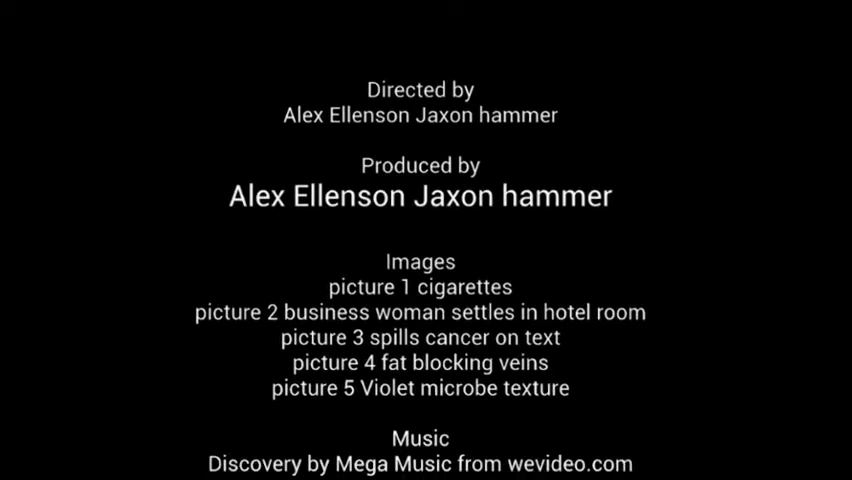 Directed by
Alex Ellenson Jaxon hammer
Produced by
Alex Ellenson Jaxon hammer
Images
picture 1 cigarettes
picture 2 business woman settles in hotel room
picture 3 spills cancer on text
picture 4 fat blocking veins
picture 5 Violet microbe texture
Music
Discovery by Mega Music from wevideo.com